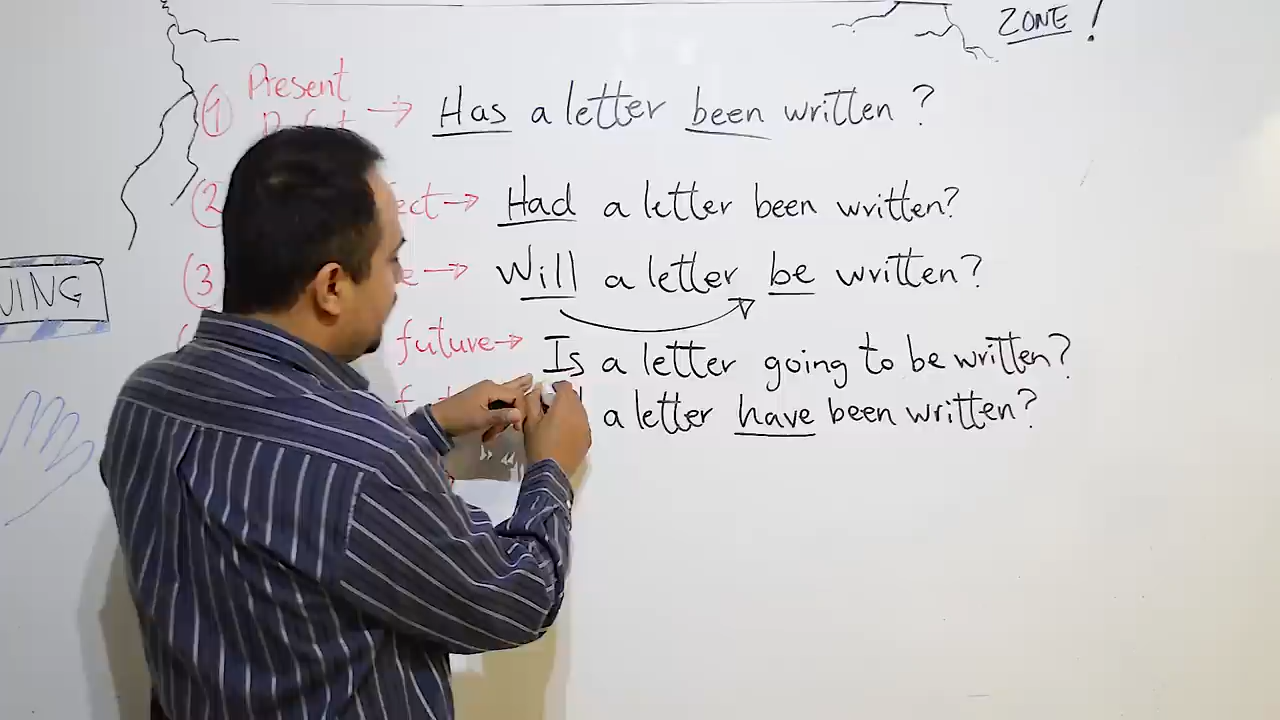 ZONE!
① Present
→ Has a letter been written?
② ect → Had a letter been written?
③ e → Will a letter be written?
VING
future → Is a letter going to be written?
a letter have been written?